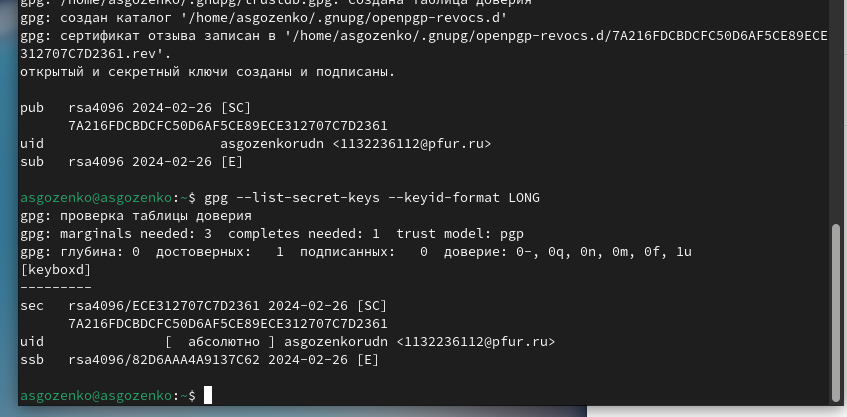 gpg: /home/asgozenko/.gnupg/trustdb.gpg: создана таблица доверия
gpg: создан каталог '/home/asgozenko/.gnupg/openpgp-revocs.d'
gpg: сертификат отзыва записан в '/home/asgozenko/.gnupg/openpgp-revocs.d/7A216FDCBDCFC50D6AF5CE89ECE
312707C7D2361.rev'.
открытый и секретный ключи созданы и подписаны.
pub   rsa4096 2024-02-26 [SC]
      7A216FDCBDCFC50D6AF5CE89ECE312707C7D2361
uid                      asgozenkorudn <1132236112@pfur.ru>
sub   rsa4096 2024-02-26 [E]
asgozenko@asgozenko:~$ gpg --list-secret-keys --keyid-format LONG
gpg: проверка таблицы доверия
gpg: marginals needed: 3  completes needed: 1  trust model: pgp
gpg: глубина: 0  достоверных:   1  подписанных:   0  доверие: 0-, 0q, 0n, 0m, 0f, 1u
[keyboxd]
---------
sec   rsa4096/ECE312707C7D2361 2024-02-26 [SC]
      7A216FDCBDCFC50D6AF5CE89ECE312707C7D2361
uid               [  абсолютно ] asgozenkorudn <1132236112@pfur.ru>
ssb   rsa4096/82D6AAA4A9137C62 2024-02-26 [E]
asgozenko@asgozenko:~$